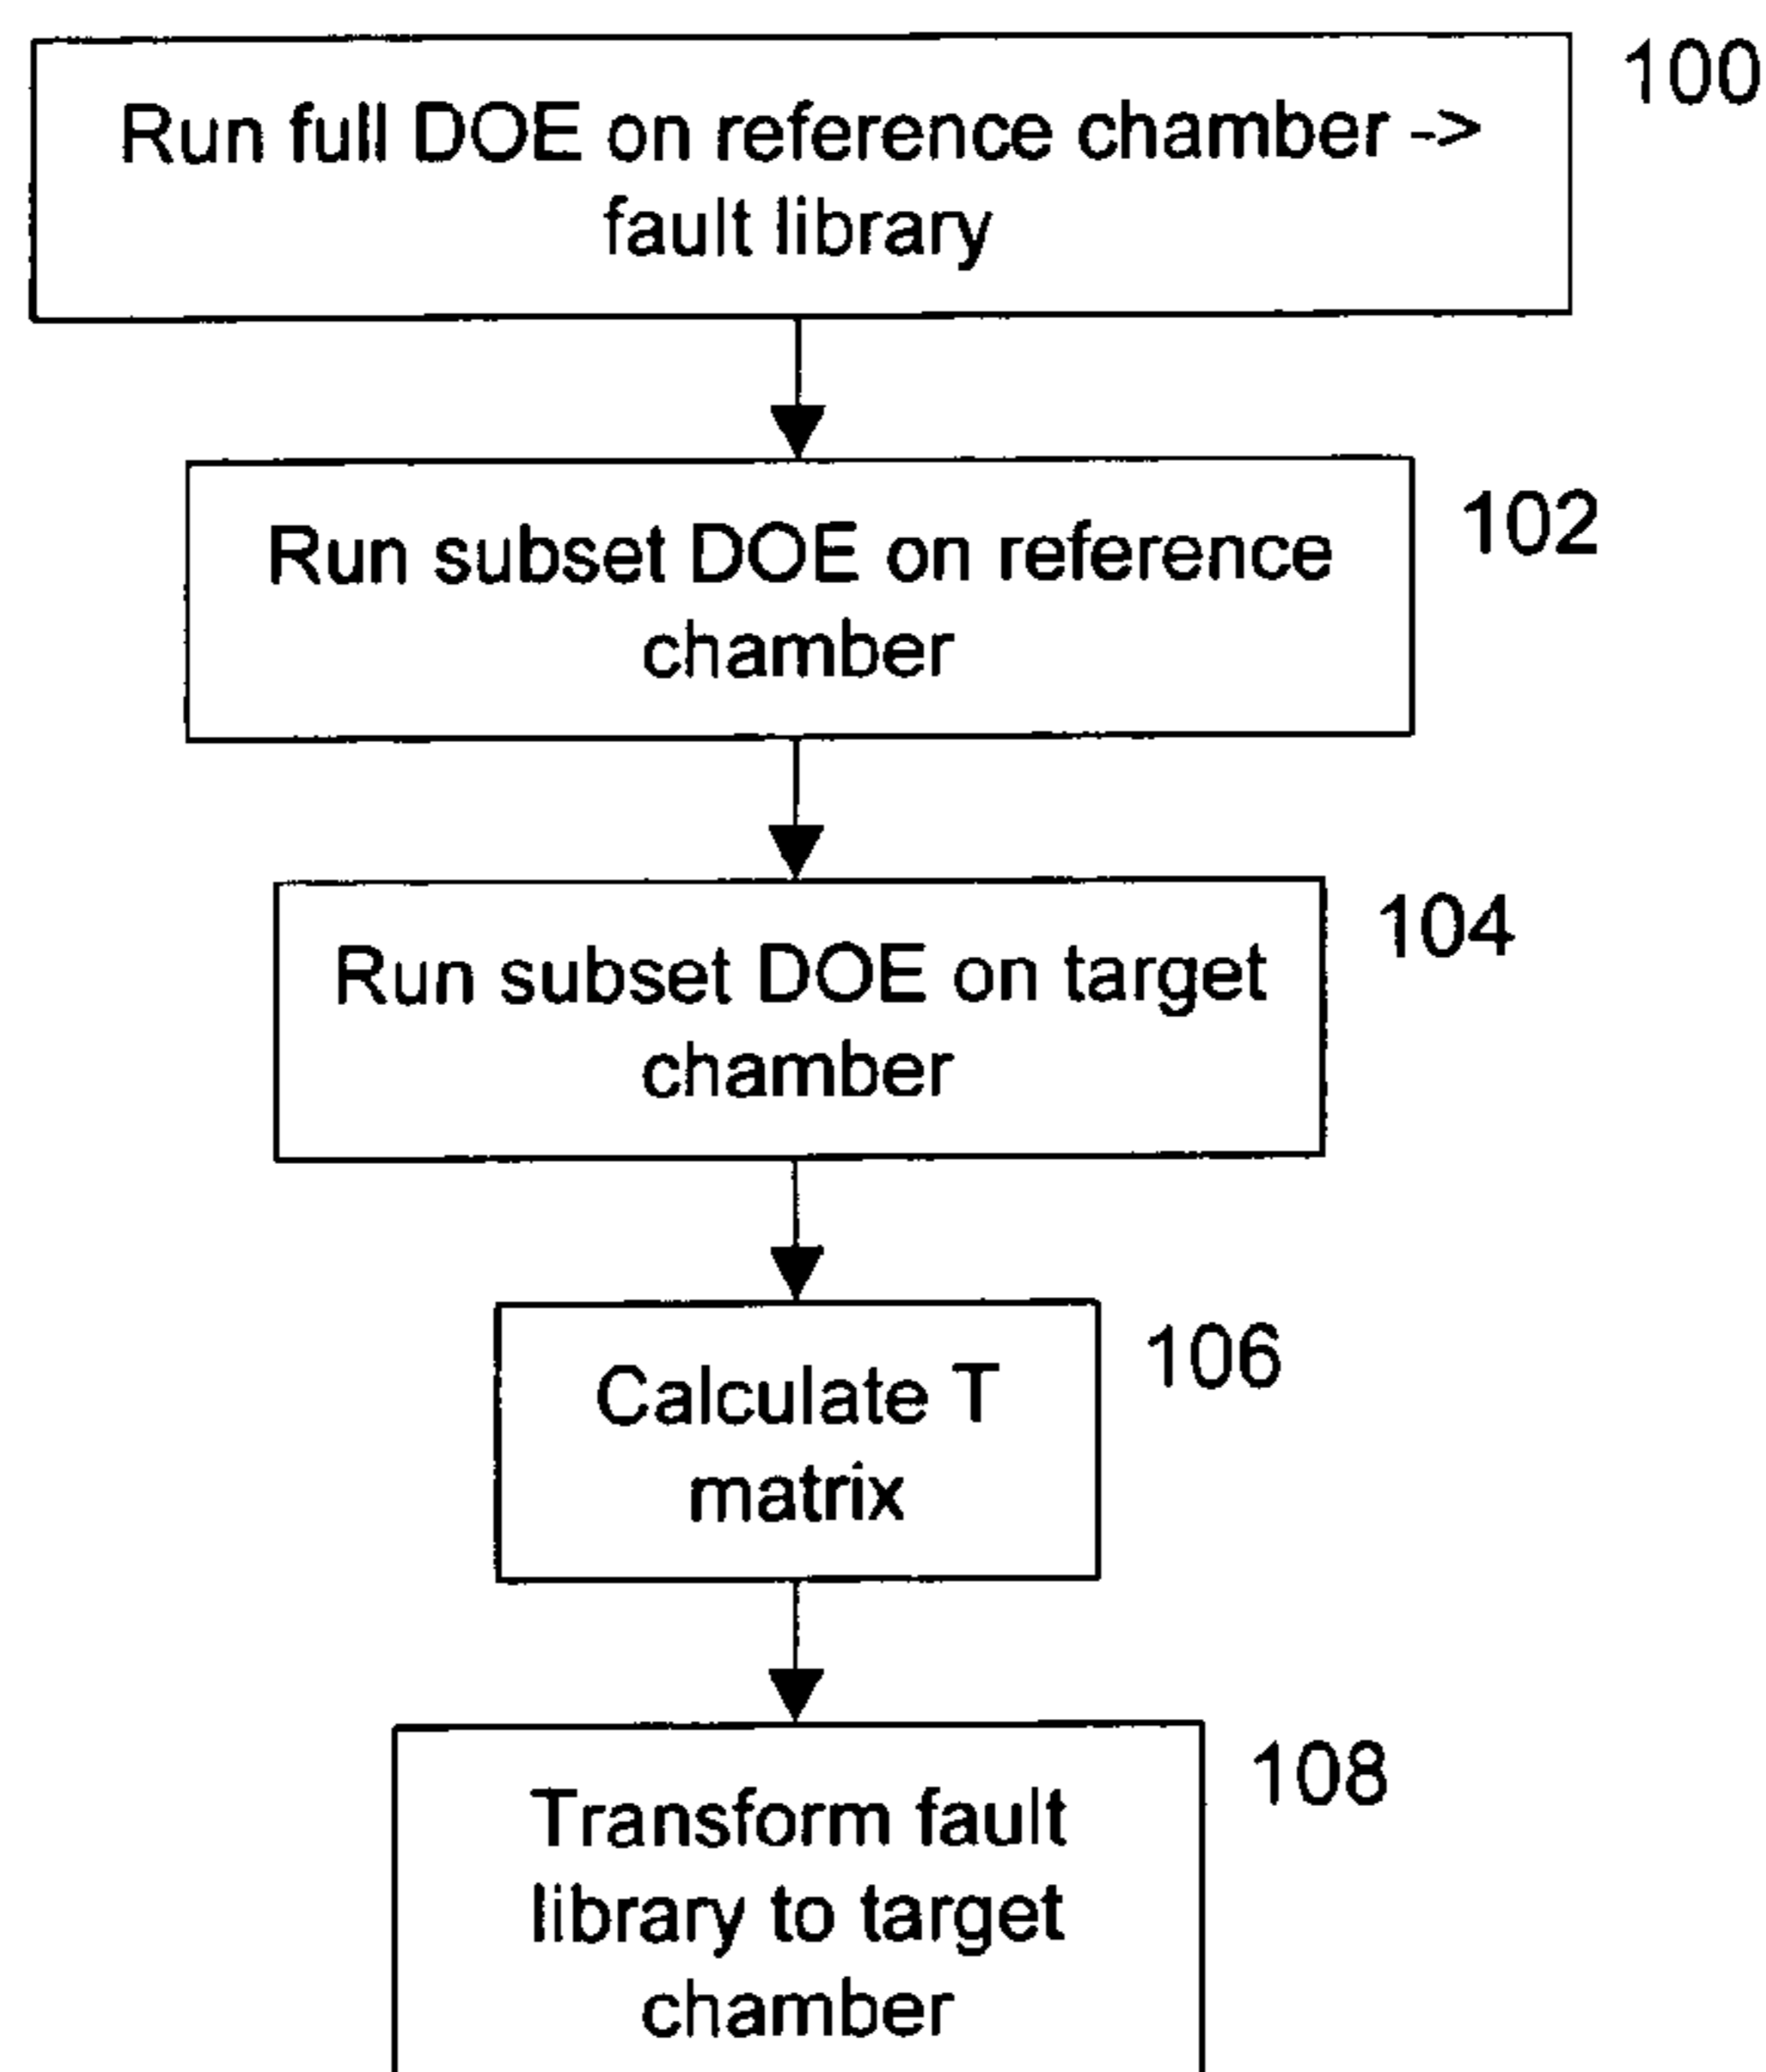 Run full DOE on reference chamber ->
fault library
100
Run subset DOE on reference
chamber
102
Run subset DOE on target
chamber
104
Calculate T
matrix
106
Transform fault
library to target
chamber
108